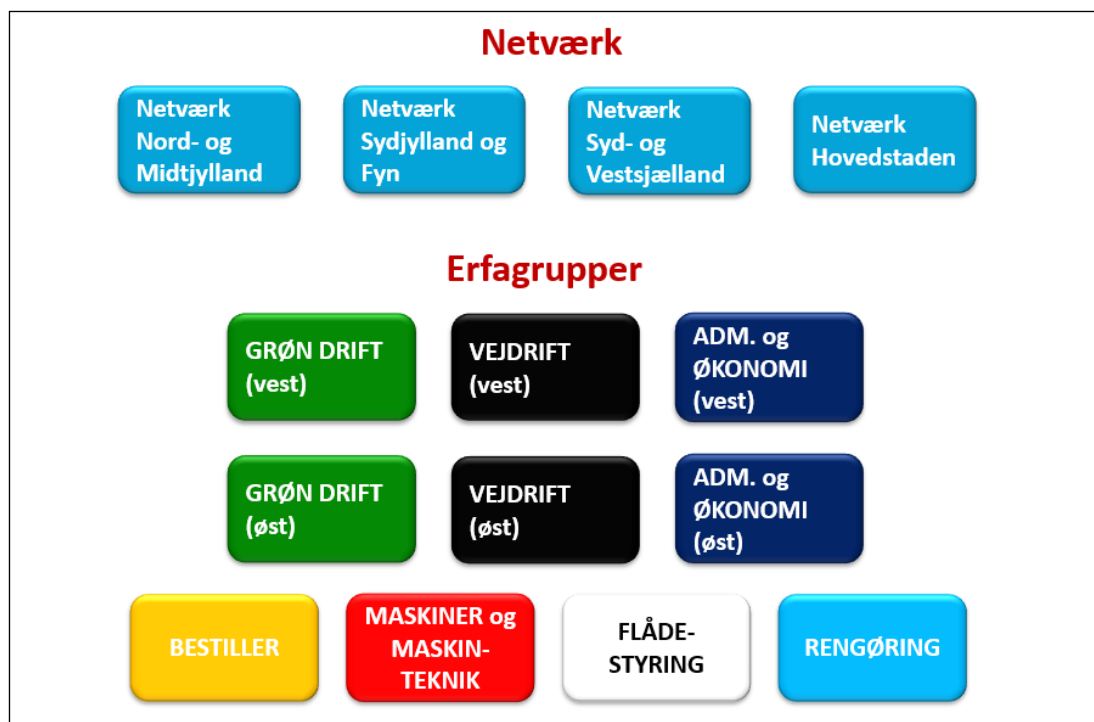 Netværk
Netværk
Nord- og
Midtjylland
Netværk
Sydjylland og
Fyn
Netværk
Syd- og
Vestsjælland
Netværk
Hovedstaden
Erfagrupper
GRØN DRIFT
(vest)
VEJDRIFT
(vest)
ADM. og
ØKONOMI
(vest)
GRØN DRIFT
(øst)
VEJDRIFT
(øst)
ADM. og
ØKONOMI
(øst)
BESTILLER
MASKINER og
MASKIN-
TEKNIK
FLÅDE-
STYRING
RENGØRING